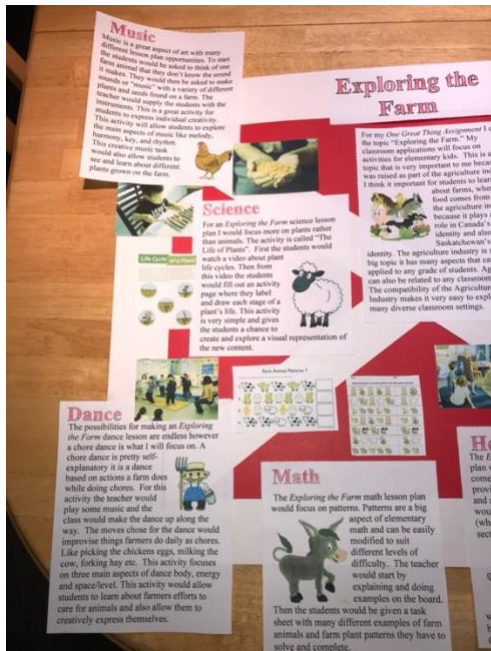 Music
Music is a great aspect of art with many
different lesson plan opportunities. To start
the students would be asked to think of one
farm animal that they don't know the sound
it makes. They would then be asked to make
sounds or "music" with a variety of different
plants and seeds found on a farm. The
teacher would supply the students with the
instruments. This is a great activity for
students to express individual creativity.
This activity will allow students to explore
the main aspects of music like melody,
harmony, key, and rhythm.
This creative music task
would also allow students to
see and learn about different
plants grown on the farm.
Exploring the
Farm
For my One Great Thing Assignment I c
the topic "Exploring the Farm." My
classroom applications will focus on
activities for elementary kids. This is a
topic that is very important to me becau
was raised as part of the agriculture ind
I think it important for students to learn
about farms, wher
food comes from
the agriculture in
because it plays a
role in Canada's
identity and also
Saskatchewan's
identity. The agriculture industry is
big topic it has many aspects that ca
applied to any grade of students. Ag
can also be related to any classroom
The compatibility of the Agricultur
Industry makes it very easy to expl
many diverse classroom settings.
Science
For an Exploring the Farm science lesson
plan I would focus more on plants rather
than animals. The activity is called "The
Life of Plants". First the students would
watch a video about plant
life cycles. Then from
this video the students
would fill out an activity
page where they label
and draw each stage of a
plant's life. This activity
is very simple and gives
the students a chance to
create and explore a visual representation of
the new content.
Life Cycle of a Plant
Farm Animal Patterns 1
Dance
The possibilities for making an Exploring
the Farm dance lesson are endless however
a chore dance is what I will focus on. A
chore dance is pretty self-
explanatory it is a dance
based on actions a farm does
while doing chores. For this
activity the teacher would
play some music and the
class would make the dance up along the
way. The moves chose for the dance would
improvise things farmers do daily as chores.
Like picking the chickens eggs, milking the
cow, forking hay etc. This activity focuses
on three main aspects of dance body, energy
and space/level. This activity would allow
students to learn about farmers efforts to
care for animals and also allow them to
creatively express themselves.
Math
The Exploring the Farm math lesson plan
would focus on patterns. Patterns are a big
aspect of elementary
math and can be easily
modified to suit
different levels of
difficulty. The teacher
would start by
explaining and doing
examples on the board.
Then the students would be given a task
sheet with many different examples of farm
animals and farm plant patterns they have to
solve and complete.
He
The E
plan v
come
provi
and
wou
(wh
sect